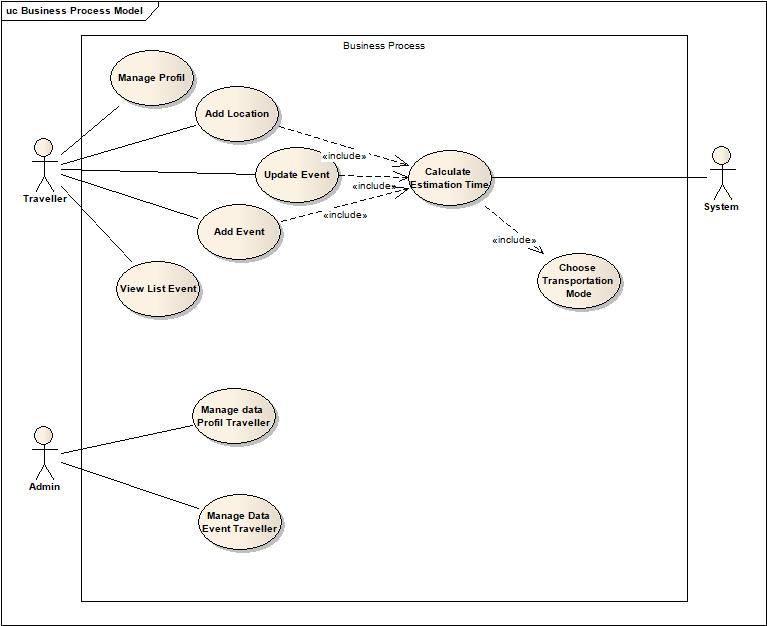 uc Business Process Model
Business Process
Manage Profil
Add Location
«include»
Update Event
«include»
Calculate
Estimation Time
Traveller
System
Add Event
«include»
«include»
View List Event
Choose
Transportation
Mode
Manage data
Profil Traveller
Admin
Manage Data
Event Traveller